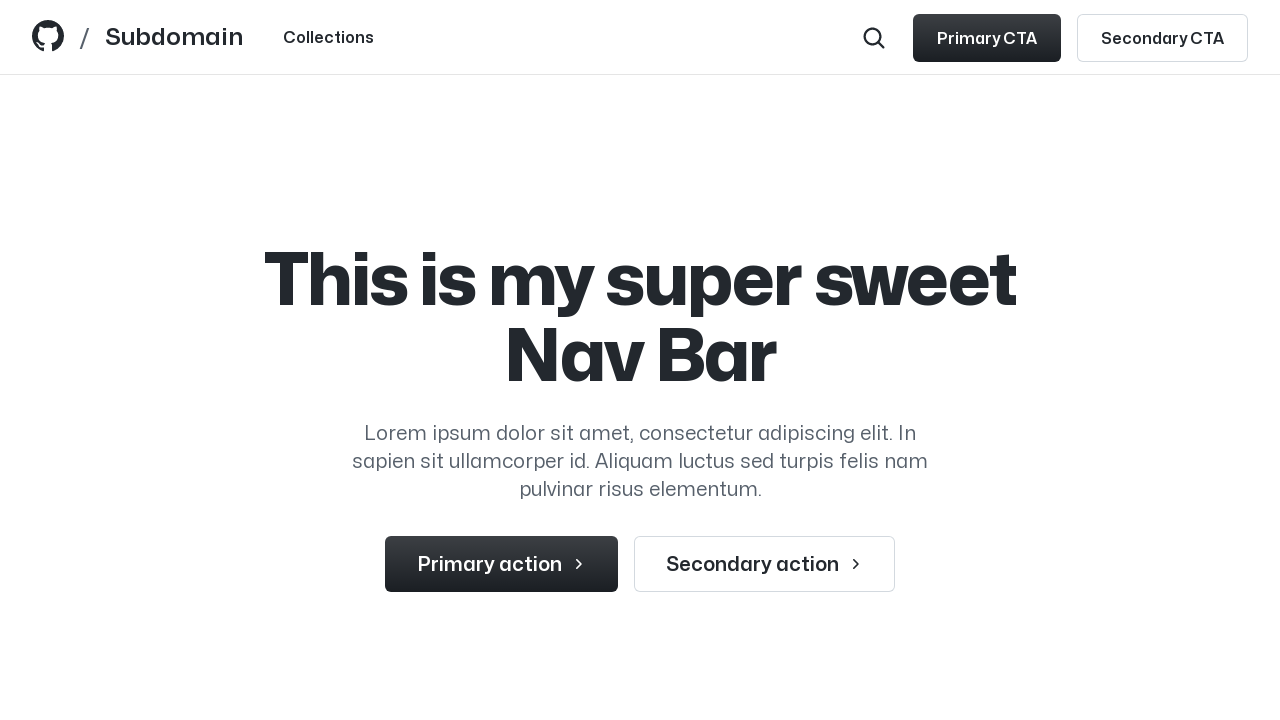 / Subdomain Collections Primary CTA Secondary CTA
This is my super sweet
Nav Bar
Lorem ipsum dolor sit amet, consectetur adipiscing elit. In
sapien sit ullamcorper id. Aliquam luctus sed turpis felis nam
pulvinar risus elementum.
Primary action Secondary action